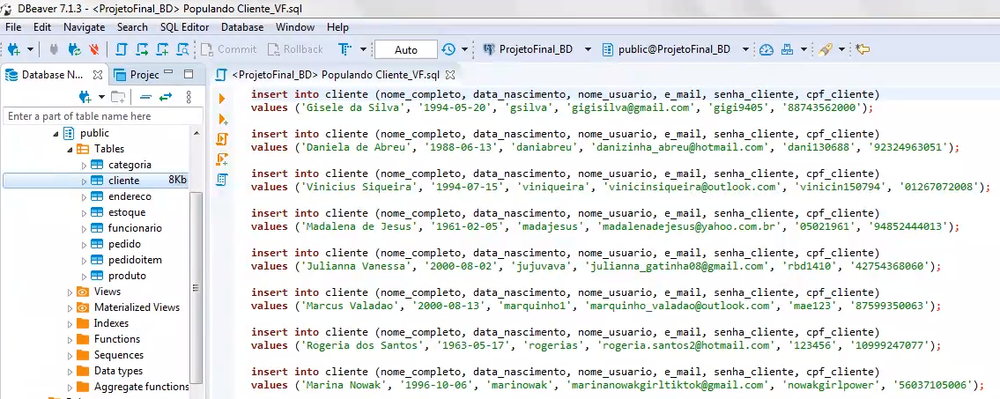 DBeaver 7.1.3 - <ProjetoFinal_BD> Populando Cliente_VF.sql
File Edit Navigate Search SQL Editor Database Window Help
Commit Rollback Auto ProjetoFinal_BD public@ProjetoFinal_BD
Database N... Projec <ProjetoFinal_BD> Populando Cliente_VF.sql
Enter a part of table name here
public
Tables
categoria
cliente 8Kb
endereco
estoque
funcionario
pedido
pedidoitem
produto
Views
Materialized Views
Indexes
Functions
Sequences
Data types
Aggregate functions
insert into cliente (nome_completo, data_nascimento, nome_usuario, e_mail, senha_cliente, cpf_cliente)
values ('Gisele da Silva', '1994-05-20', 'gsilva', 'gigisilva@gmail.com', 'gigi9405', '88743562000');
insert into cliente (nome_completo, data_nascimento, nome_usuario, e_mail, senha_cliente, cpf_cliente)
values ('Daniela de Abreu', '1988-06-13', 'daniabreu', 'danizinha_abreu@hotmail.com', 'dani130688', '92324963051');
insert into cliente (nome_completo, data_nascimento, nome_usuario, e_mail, senha_cliente, cpf_cliente)
values ('Vinicius Siqueira', '1994-07-15', 'viniqueira', 'vinicinsiqueira@outlook.com', 'vinicin150794', '01267072008');
insert into cliente (nome_completo, data_nascimento, nome_usuario, e_mail, senha_cliente, cpf_cliente)
values ('Madalena de Jesus', '1961-02-05', 'madajesus', 'madalenadejesus@yahoo.com.br', '05021961', '94852444013');
insert into cliente (nome_completo, data_nascimento, nome_usuario, e_mail, senha_cliente, cpf_cliente)
values ('Julianna Vanessa', '2000-08-02', 'jujuvava', 'julianna_gatinha08@gmail.com', 'rbd1410', '42754368060');
insert into cliente (nome_completo, data_nascimento, nome_usuario, e_mail, senha_cliente, cpf_cliente)
values ('Marcus Valadao', '2000-08-13', 'marquinho1', 'marquinho_valadao@outlook.com', 'mae123', '87599350063');
insert into cliente (nome_completo, data_nascimento, nome_usuario, e_mail, senha_cliente, cpf_cliente)
values ('Rogeria dos Santos', '1963-05-17', 'rogerias', 'rogeria.santos2@hotmail.com', '123456', '10999247077');
insert into cliente (nome_completo, data_nascimento, nome_usuario, e_mail, senha_cliente, cpf_cliente)
values ('Marina Nowak', '1996-10-06', 'marinowak', 'marinanowakgirltiktok@gmail.com', 'nowakgirlpower', '56037105006');